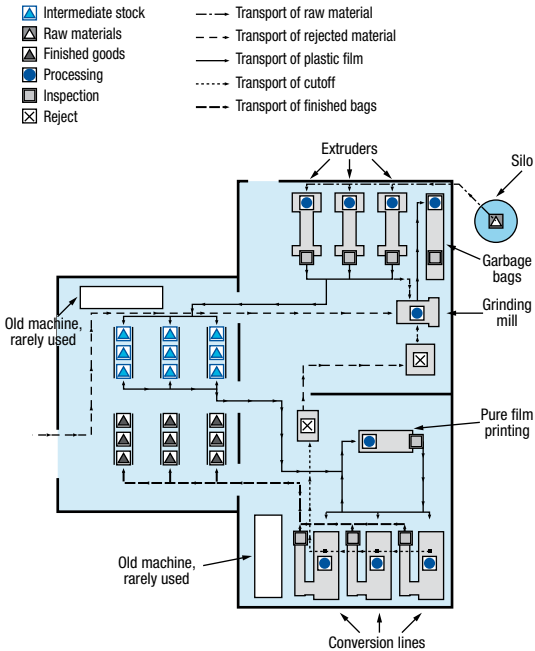 Intermediate stock
Raw materials
Finished goods
Processing
Inspection
Reject
Transport of raw material
Transport of rejected material
Transport of plastic film
Transport of cutoff
Transport of finished bags
Extruders
Silo
Garbage
bags
Grinding
mill
Old machine,
rarely used
Pure film
printing
Old machine,
rarely used
Conversion lines